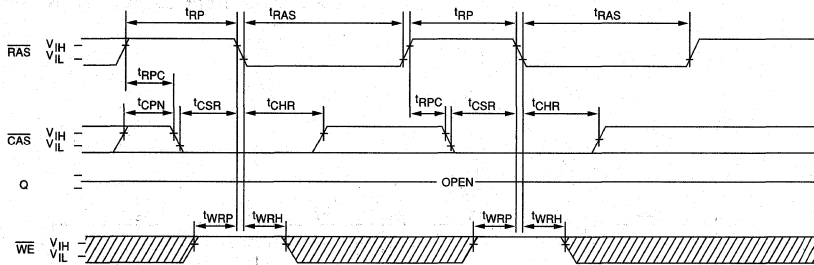 tRP tRAS tRP tRAS
RAS VIH
VIL
tRPC
tCPN tCSR tCHR tRPC tCSR tCHR
CAS VIH
VIL
Q OPEN
tWRP tWRH tWRP tWRH
WE VIH
VIL